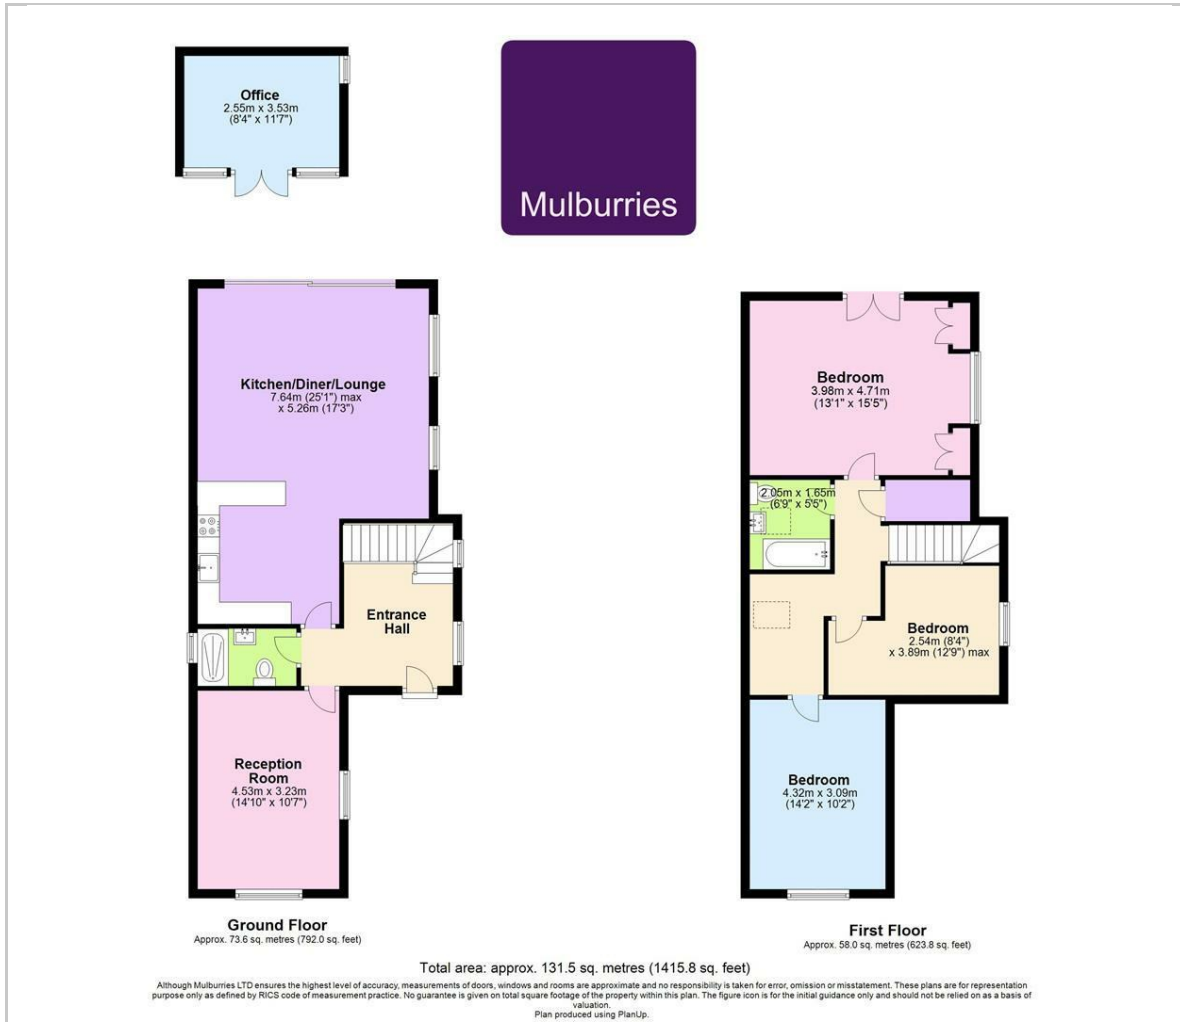 Office
2.55m x 3.53m
(8'4" x 11'7")
Mulburries
Kitchen/Diner/Lounge
7.64m (25'1") max
x 5.26m (17'3")
Entrance
Hall
Reception
Room
4.53m x 3.23m
(14'10" x 10'7")
Ground Floor
Approx. 73.6 sq. metres (792.0 sq. feet)
Bedroom
3.98m x 4.71m
(13'1" x 15'5")
2.05m x 1.65m
(6'9" x 5'5")
Bedroom
2.54m (8'4")
x 3.89m (12'9") max
Bedroom
4.32m x 3.09m
(14'2" x 10'2")
First Floor
Approx. 58.0 sq. metres (623.8 sq. feet)
Total area: approx. 131.5 sq. metres (1415.8 sq. feet)
Although Mulburries LTD ensures the highest level of accuracy, measurements of doors, windows and rooms are approximate and no responsibility is taken for error, omission or misstatement. These plans are for representation
purpose only as defined by RICS code of measurement practice. No guarantee is given on total square footage of the property within this plan. The figure icon is for the initial guidance only and should not be relied on as a basis of
valuation.
Plan produced using PlanUp.